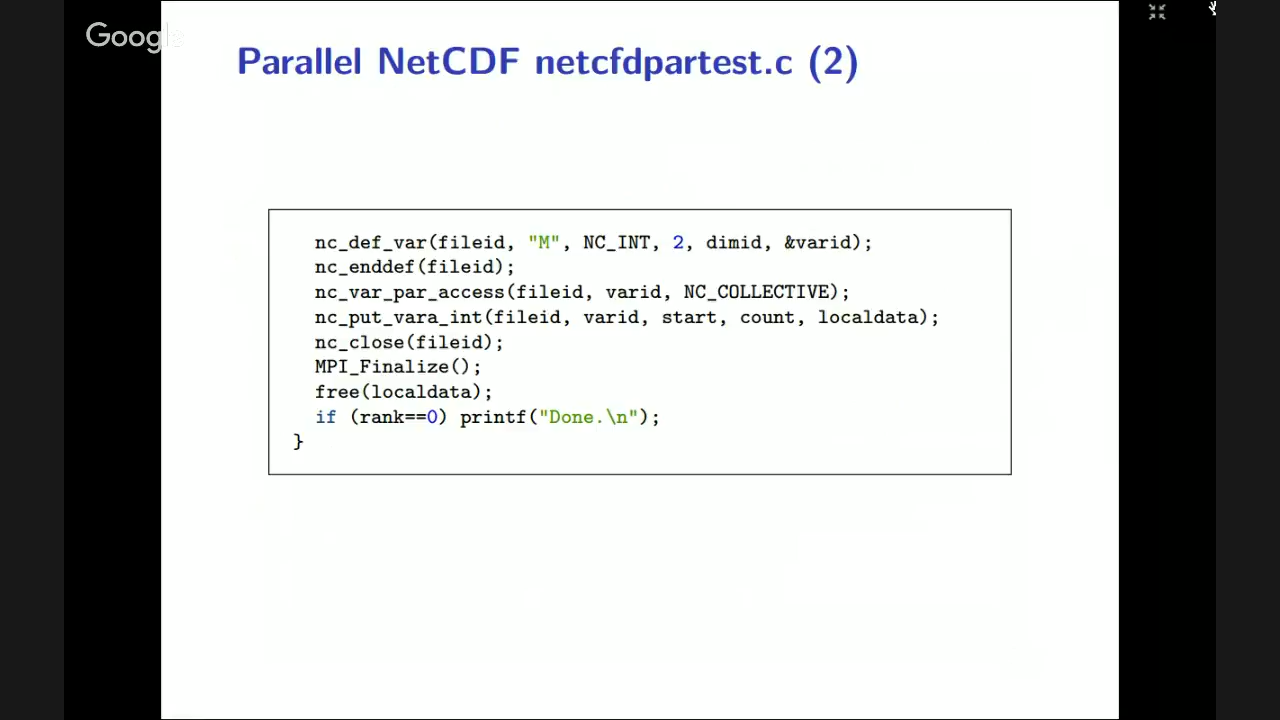 Google
Parallel NetCDF netcfdpartest.c (2)
nc_def_var(fileid, "M", NC_INT, 2, dimid, &varid);
nc_enddef(fileid);
nc_var_par_access(fileid, varid, NC_COLLECTIVE);
nc_put_vara_int(fileid, varid, start, count, localdata);
nc_close(fileid);
MPI_Finalize();
free(localdata);
if (rank==0) printf("Done.\n");
}